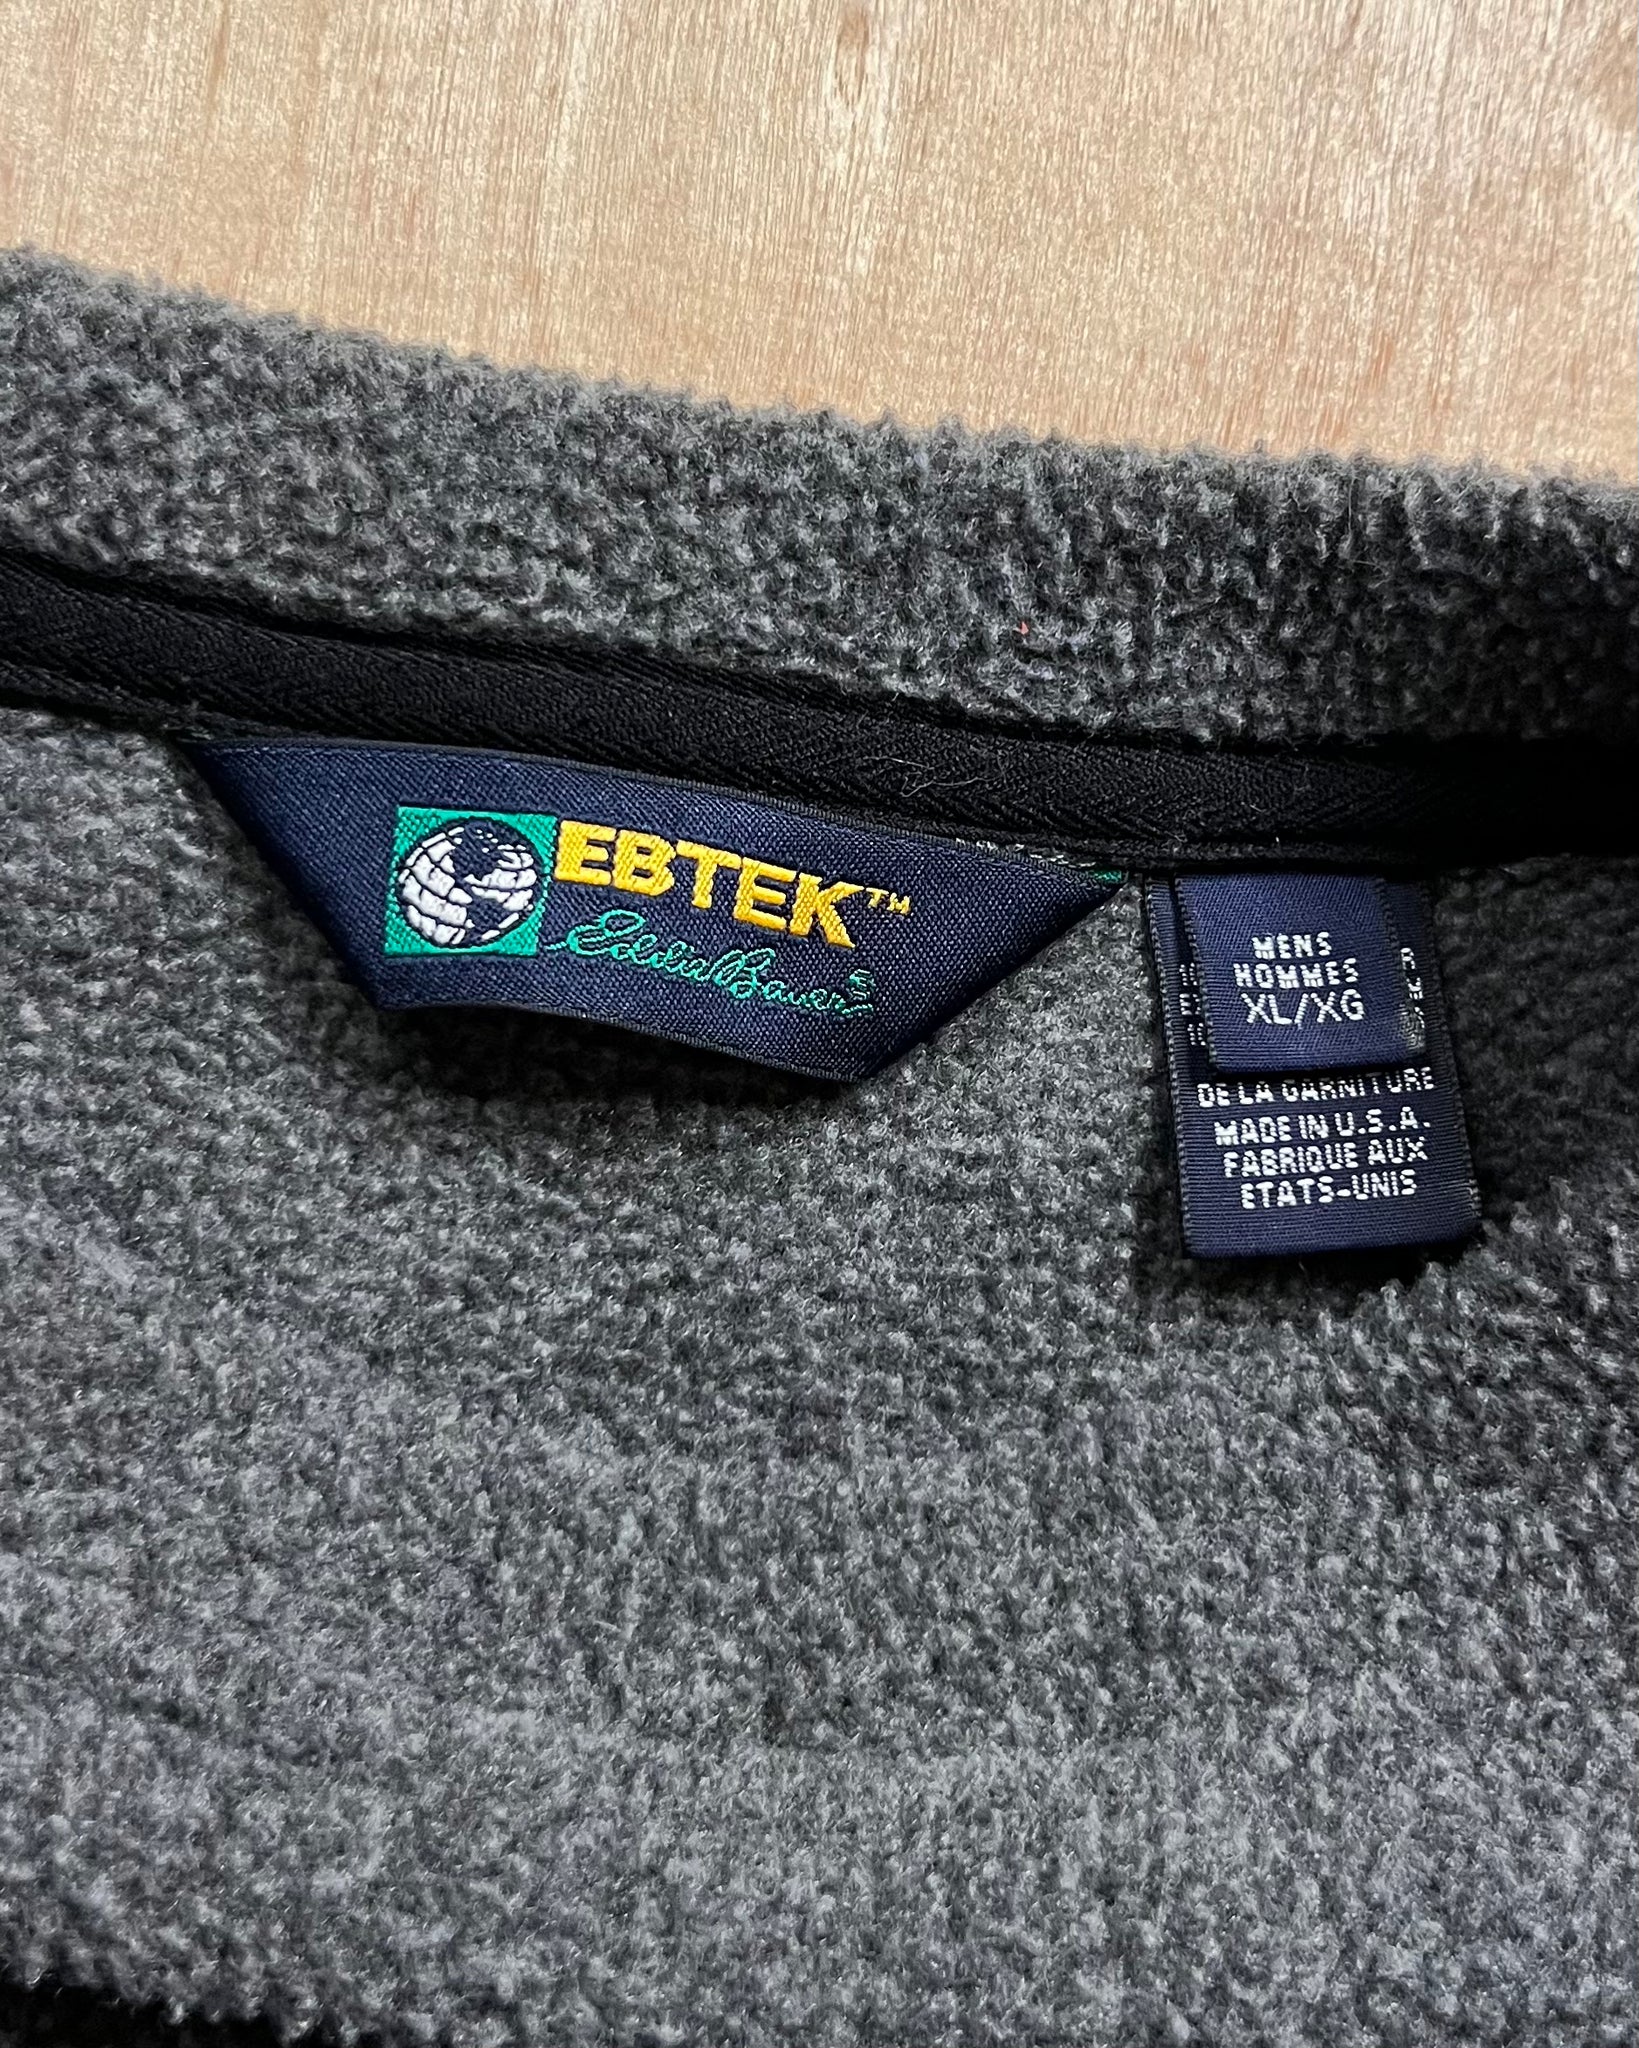 EBTEK™
Eddie Bauer®
MENS
HOMMES
XL/XG
DE LA GARNITURE
MADE IN U.S.A.
FABRIQUE AUX
ETATS-UNIS